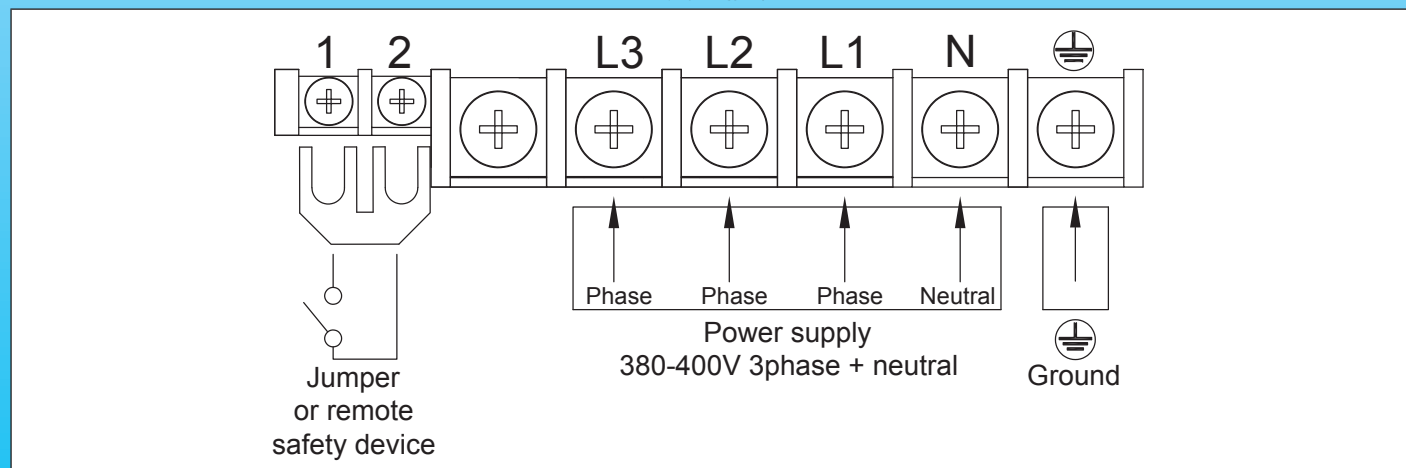 1 2 L3 L2 L1 N
Phase Phase Phase Neutral
Power supply
380-400V 3phase + neutral
Ground
Jumper
or remote
safety device